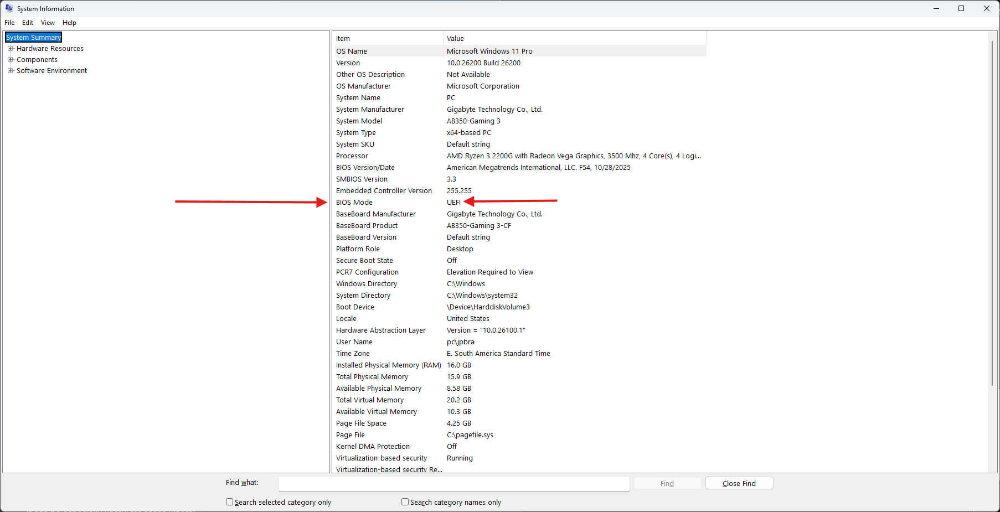 System Information
File Edit View Help
System Summary
Hardware Resources
Components
Software Environment
Item Value
OS Name Microsoft Windows 11 Pro
Version 10.0.26200 Build 26200
Other OS Description Not Available
OS Manufacturer Microsoft Corporation
System Name PC
System Manufacturer Gigabyte Technology Co., Ltd.
System Model AB350-Gaming 3
System Type x64-based PC
System SKU Default string
Processor AMD Ryzen 3 2200G with Radeon Vega Graphics, 3500 Mhz, 4 Core(s), 4 Logi...
BIOS Version/Date American Megatrends International, LLC. F54, 10/28/2025
SMBIOS Version 3.3
Embedded Controller Version 255.255
BIOS Mode UEFI
BaseBoard Manufacturer Gigabyte Technology Co., Ltd.
BaseBoard Product AB350-Gaming 3-CF
BaseBoard Version Default string
Platform Role Desktop
Secure Boot State Off
PCR7 Configuration Elevation Required to View
Windows Directory C:\Windows
System Directory C:\Windows\system32
Boot Device \Device\HarddiskVolume3
Locale United States
Hardware Abstraction Layer Version = "10.0.26100.1"
User Name pc\jpbra
Time Zone E. South America Standard Time
Installed Physical Memory (RAM) 16.0 GB
Total Physical Memory 15.9 GB
Available Physical Memory 8.58 GB
Total Virtual Memory 20.2 GB
Available Virtual Memory 10.3 GB
Page File Space 4.25 GB
Page File C:\pagefile.sys
Kernel DMA Protection Off
Virtualization-based security Running
Virtualization-based security Re...
Find what: Find Close Find
Search selected category only Search category names only